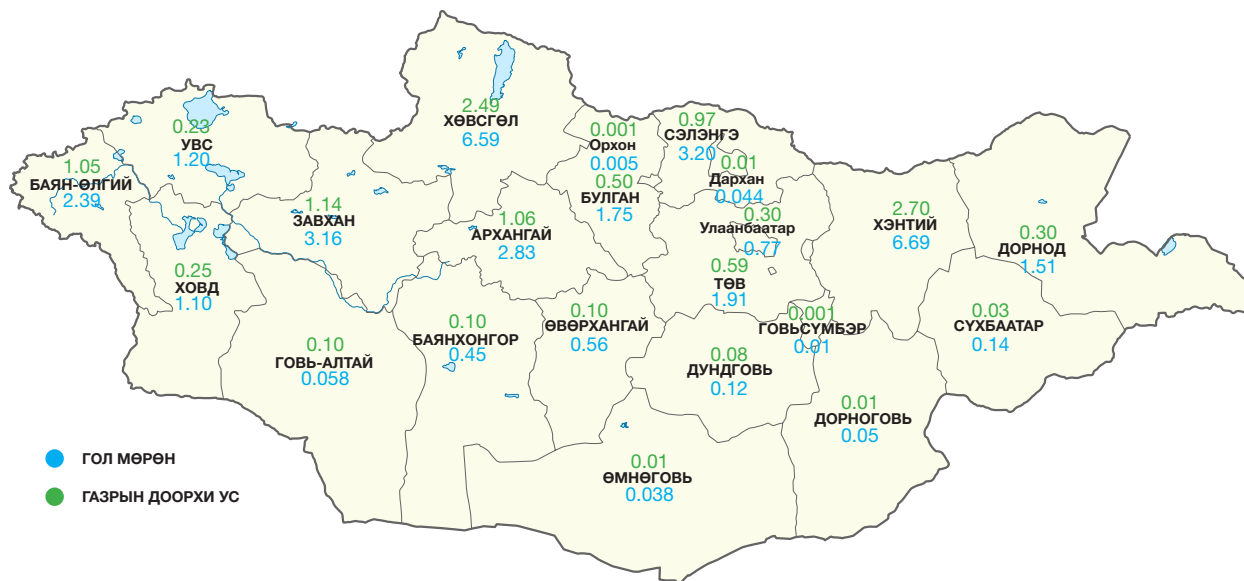 2.49
ХӨВСГӨЛ
6.59
0.23
УВС
1.20
1.05
БАЯН-ӨЛГИЙ
2.39
0.001
Орхон
0.005
0.97
СЭЛЭНГЭ
3.20
0.01
Дархан
0.044
0.50
БУЛГАН
1.75
1.14
ЗАВХАН
3.16
1.06
АРХАНГАЙ
2.83
0.30
Улаанбаатар
0.77
2.70
ХЭНТИЙ
6.69
0.30
ДОРНОД
1.51
0.25
ХОВД
1.10
0.59
ТӨВ
1.91
0.10
ГОВЬ-АЛТАЙ
0.058
0.10
БАЯНХОНГОР
0.45
0.10
ӨВӨРХАНГАЙ
0.56
0.001
ГОВЬСҮМБЭР
0.01
0.03
СҮХБААТАР
0.14
0.08
ДУНДГОВЬ
0.12
0.01
ДОРНОГОВЬ
0.05
0.01
ӨМНӨГОВЬ
0.038
ГОЛ МӨРӨН
ГАЗРЫН ДООРХИ УС